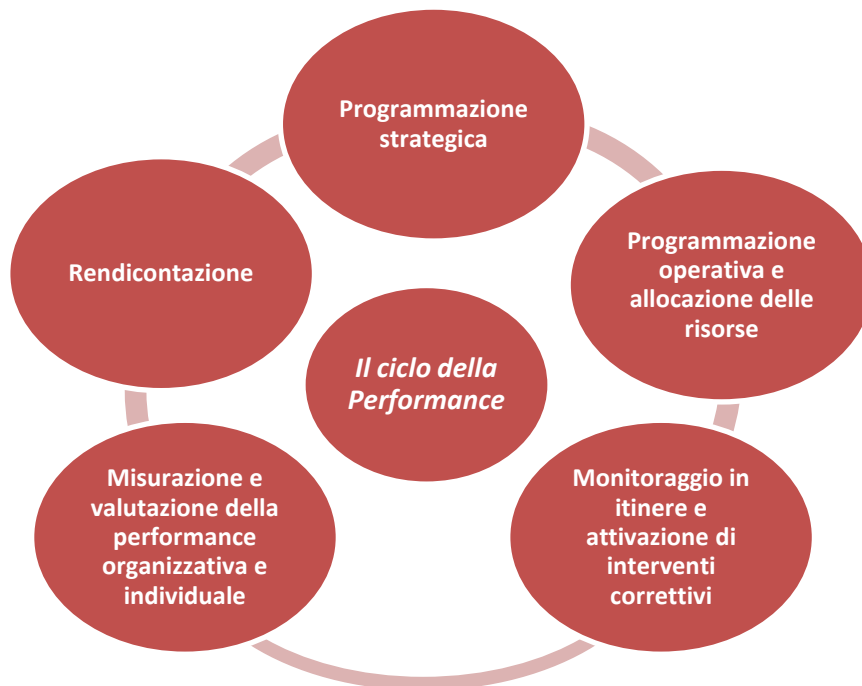 Programmazione
strategica
Programmazione
operativa e
allocazione delle
risorse
Monitoraggio in
itinere e
attivazione di
interventi
correttivi
Misurazione e
valutazione della
performance
organizzativa e
individuale
Rendicontazione
Il ciclo della
Performance